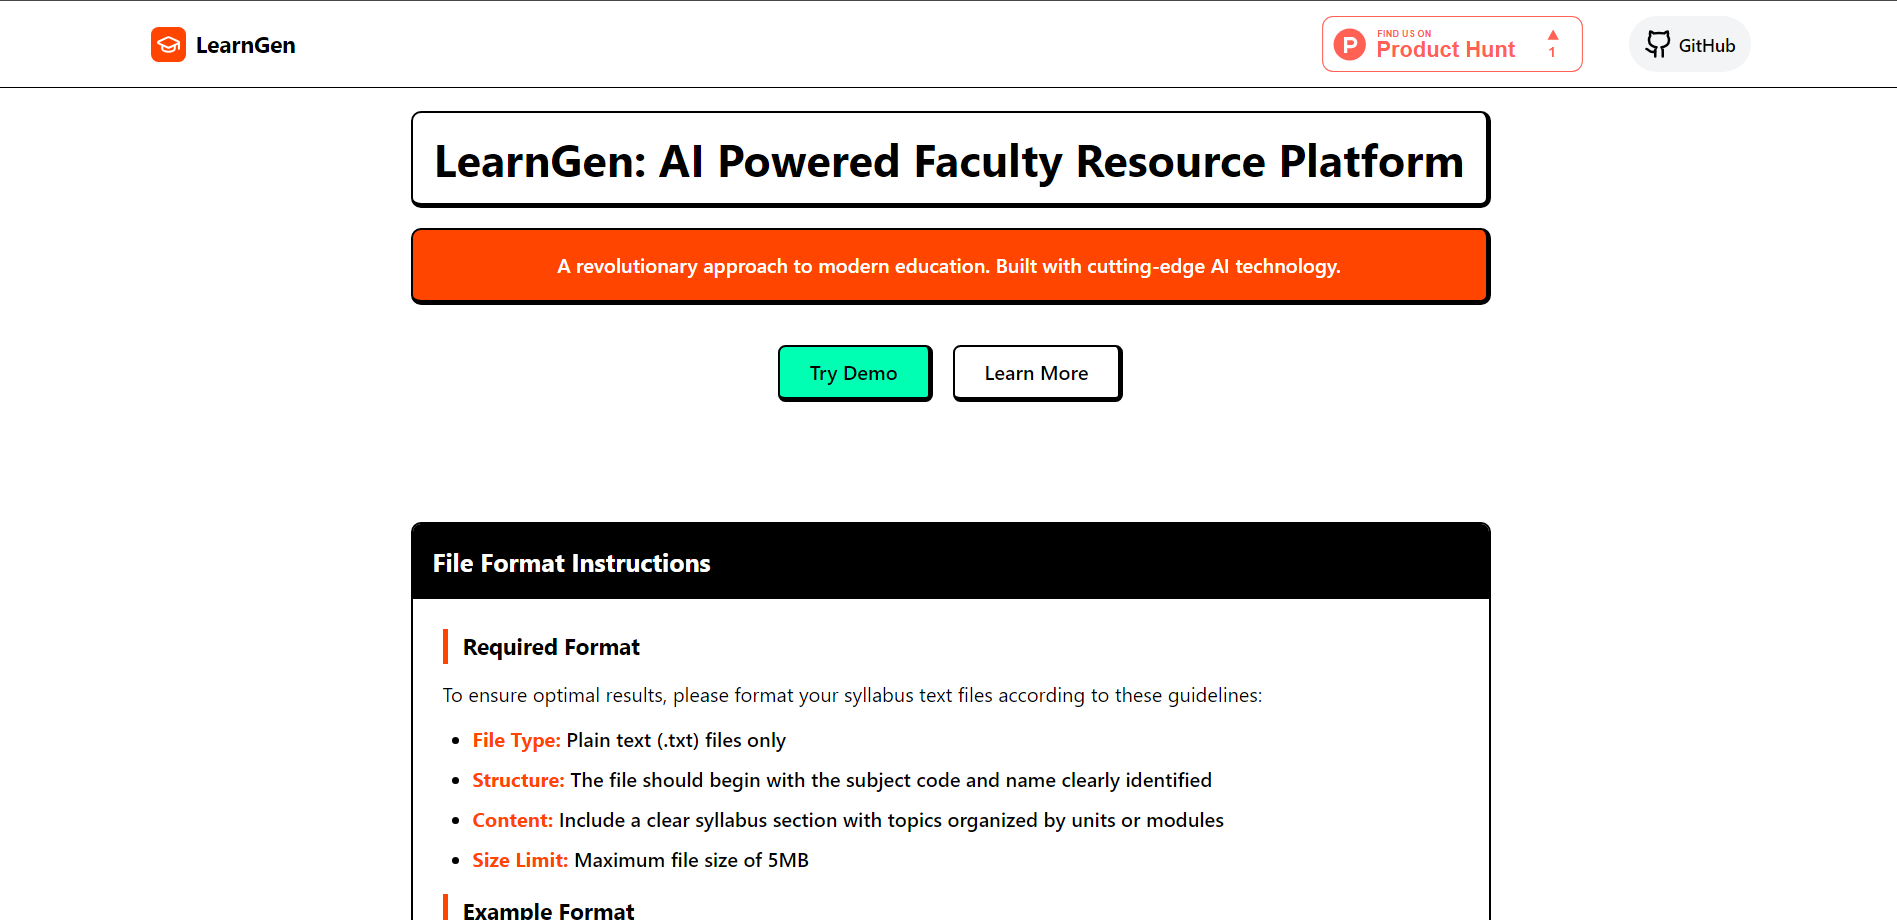 LearnGen
FIND US ON
Product Hunt
1
GitHub
LearnGen: AI Powered Faculty Resource Platform
A revolutionary approach to modern education. Built with cutting-edge AI technology.
Try Demo
Learn More
File Format Instructions
Required Format
To ensure optimal results, please format your syllabus text files according to these guidelines:
File Type: Plain text (.txt) files only
Structure: The file should begin with the subject code and name clearly identified
Content: Include a clear syllabus section with topics organized by units or modules
Size Limit: Maximum file size of 5MB
Example Format